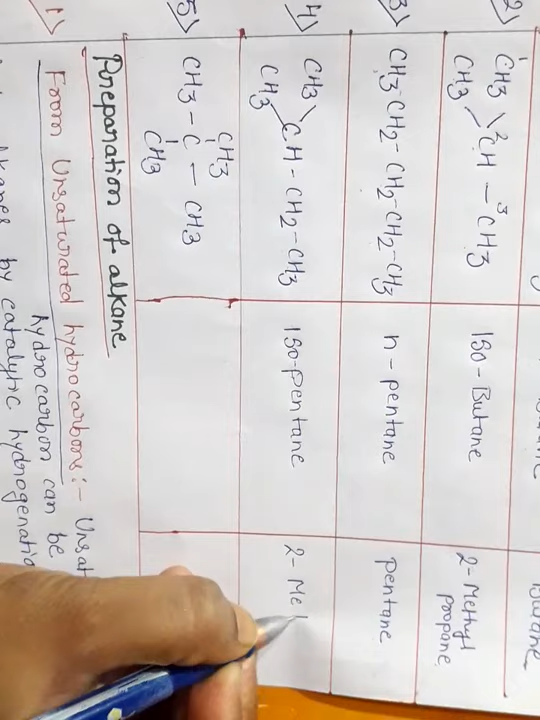 2)
CH3
CH3
2CH - 3CH3
Iso-Butane
2-Methyl
propane
3)
CH3-CH2-CH2-CH2-CH3
n-pentane
pentane
4)
CH3
CH3
CH-CH2-CH3
Iso-pentane
2-Me
5)
CH3
CH3-C-CH3
CH3
Preparation of alkane
1)
From Unsaturated hydrocarbons:- Unsat
hydrocarbon can be
by catalytic hydrogenatio